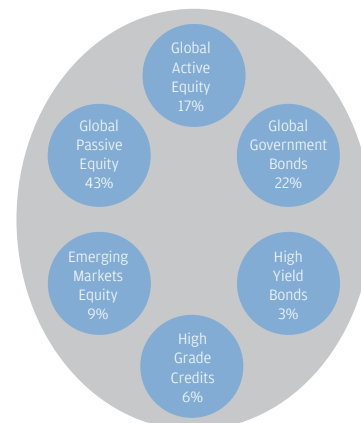 Global
Active
Equity
17%
Global
Passive
Equity
43%
Global
Government
Bonds
22%
Emerging
Markets
Equity
9%
High
Yield
Bonds
3%
High
Grade
Credits
6%